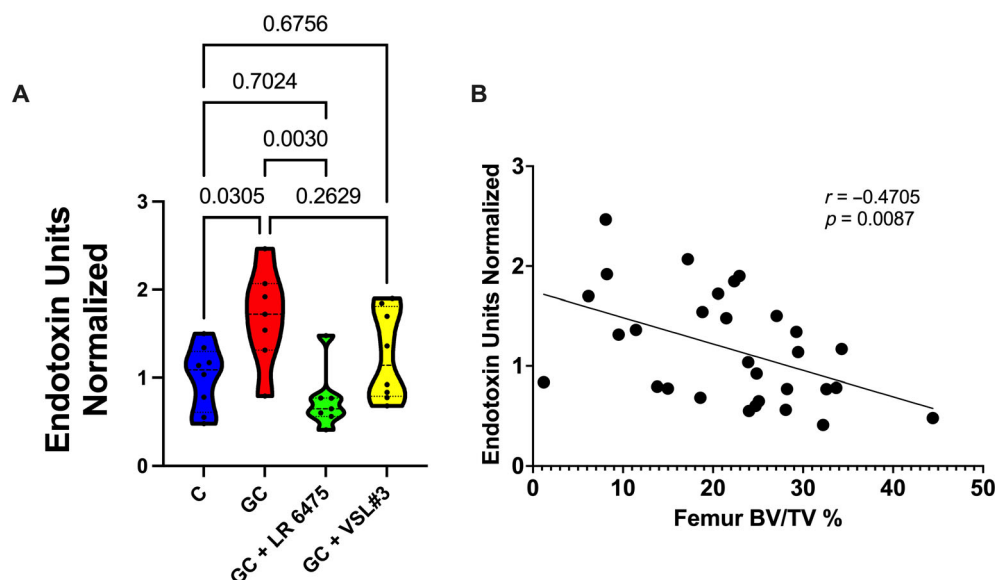 A
0.6756
0.7024
0.0030
0.0305
0.2629
Endotoxin Units
Normalized
3
2
1
0
C
GC
GC + LR 6475
GC + VSL#3
B
Endotoxin Units Normalized
3
2
1
0
r = −0.4705
p = 0.0087
0
10
20
30
40
50
Femur BV/TV %